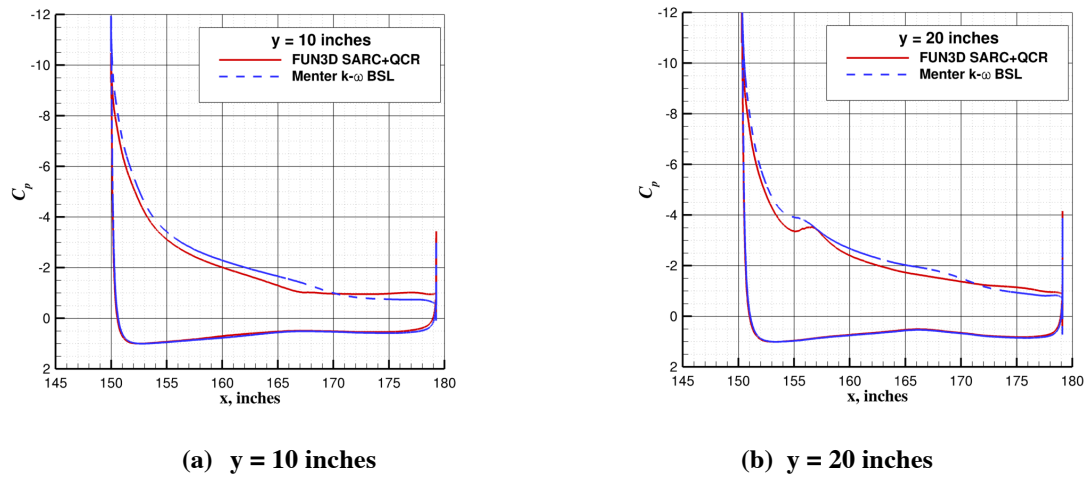 -12
-10
-8
-6
-4
-2
0
2
Cp
y = 10 inches
FUN3D SARC+QCR
Menter k-ω BSL
145 150 155 160 165 170 175 180
x, inches
(a) y = 10 inches
-12
-10
-8
-6
-4
-2
0
2
Cp
y = 20 inches
FUN3D SARC+QCR
Menter k-ω BSL
145 150 155 160 165 170 175 180
x, inches
(b) y = 20 inches